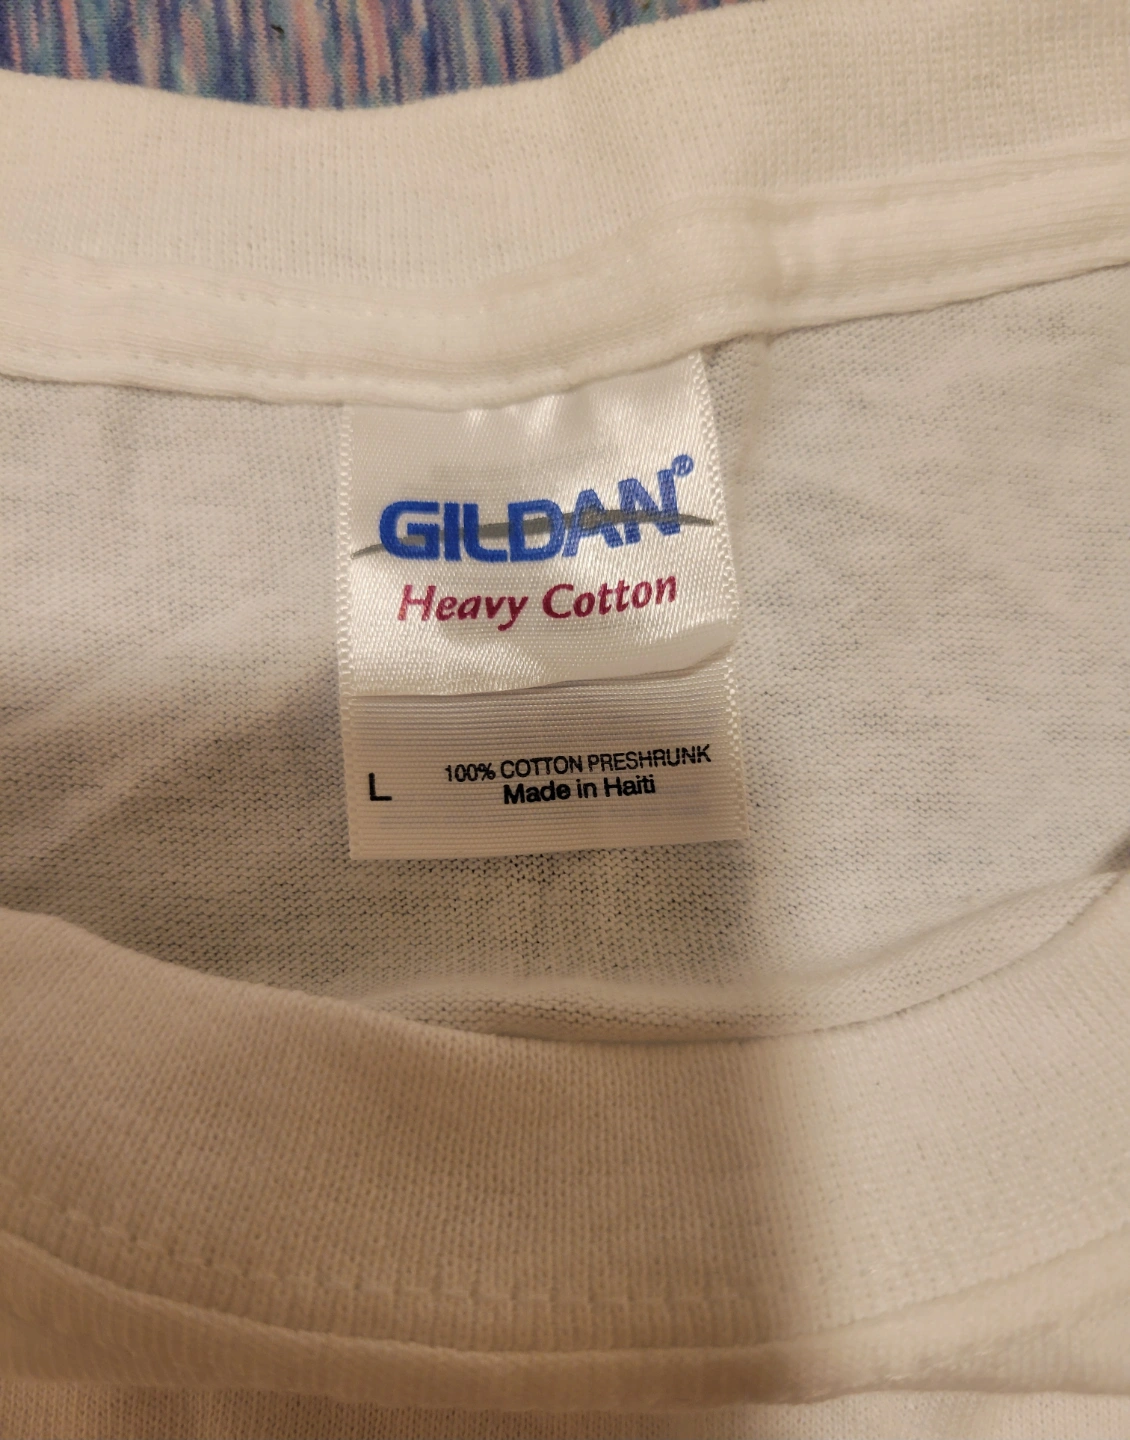 GILDAN®
Heavy Cotton
L 100% COTTON PRESHRUNK
Made in Haiti